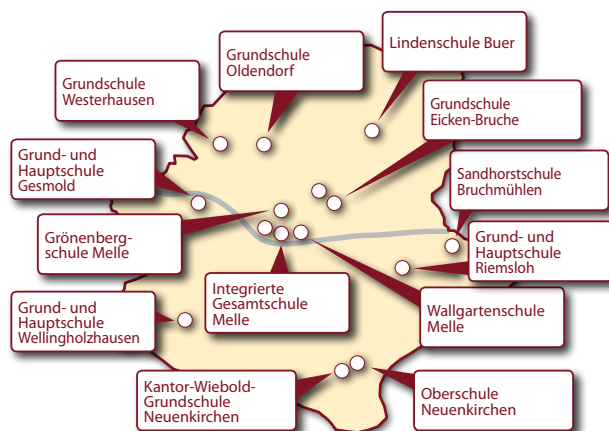 Lindenschule Buer
Grundschule
Oldendorf
Grundschule
Westerhausen
Grundschule
Eicken-Bruche
Grund- und
Hauptschule
Gesmold
Sandhorstschule
Bruchmühlen
Grönenberg-
schule Melle
Grund- und
Hauptschule
Riemsloh
Integrierte
Gesamtschule
Melle
Wallgartenschule
Melle
Grund- und
Hauptschule
Wellingholzhausen
Kantor-Wiebold-
Grundschule
Neuenkirchen
Oberschule
Neuenkirchen